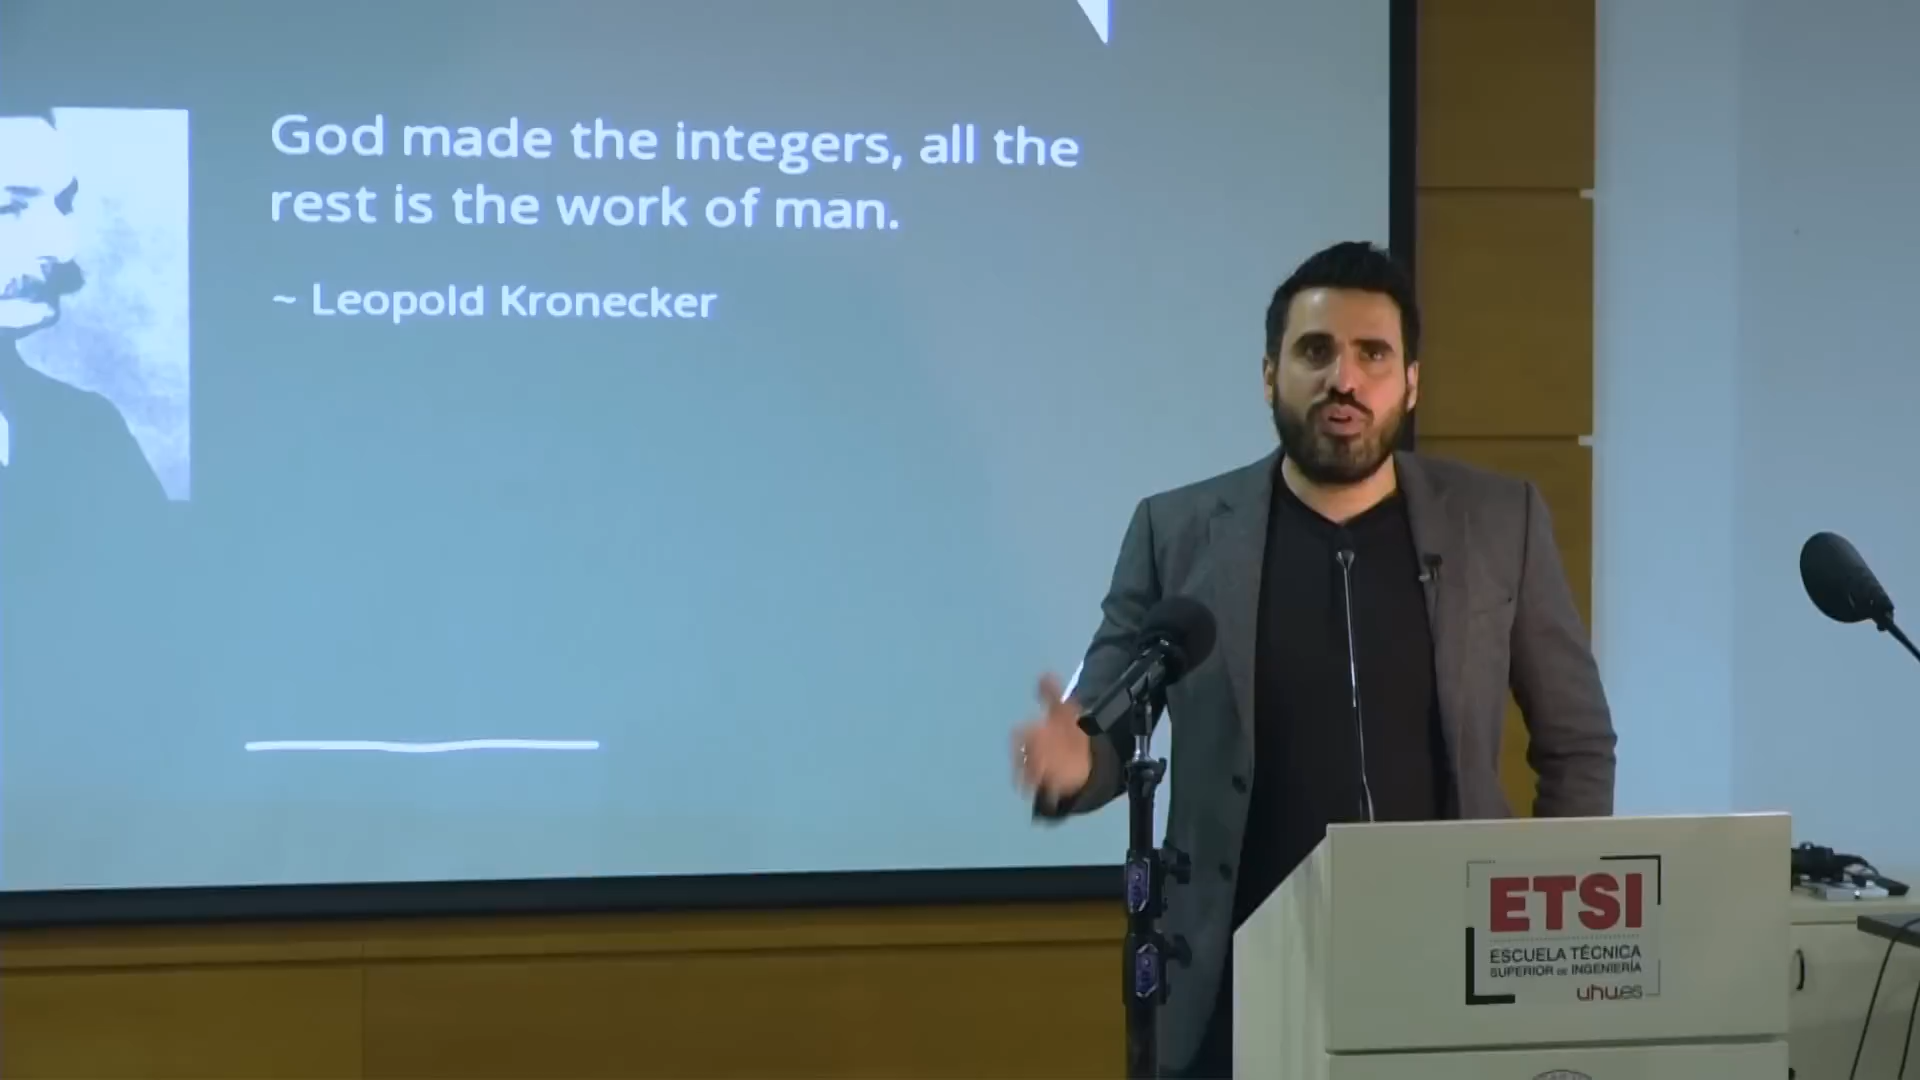 God made the integers, all the
rest is the work of man.
~ Leopold Kronecker
ETSI
ESCUELA TÉCNICA
SUPERIOR DE INGENIERÍA
uhu.es